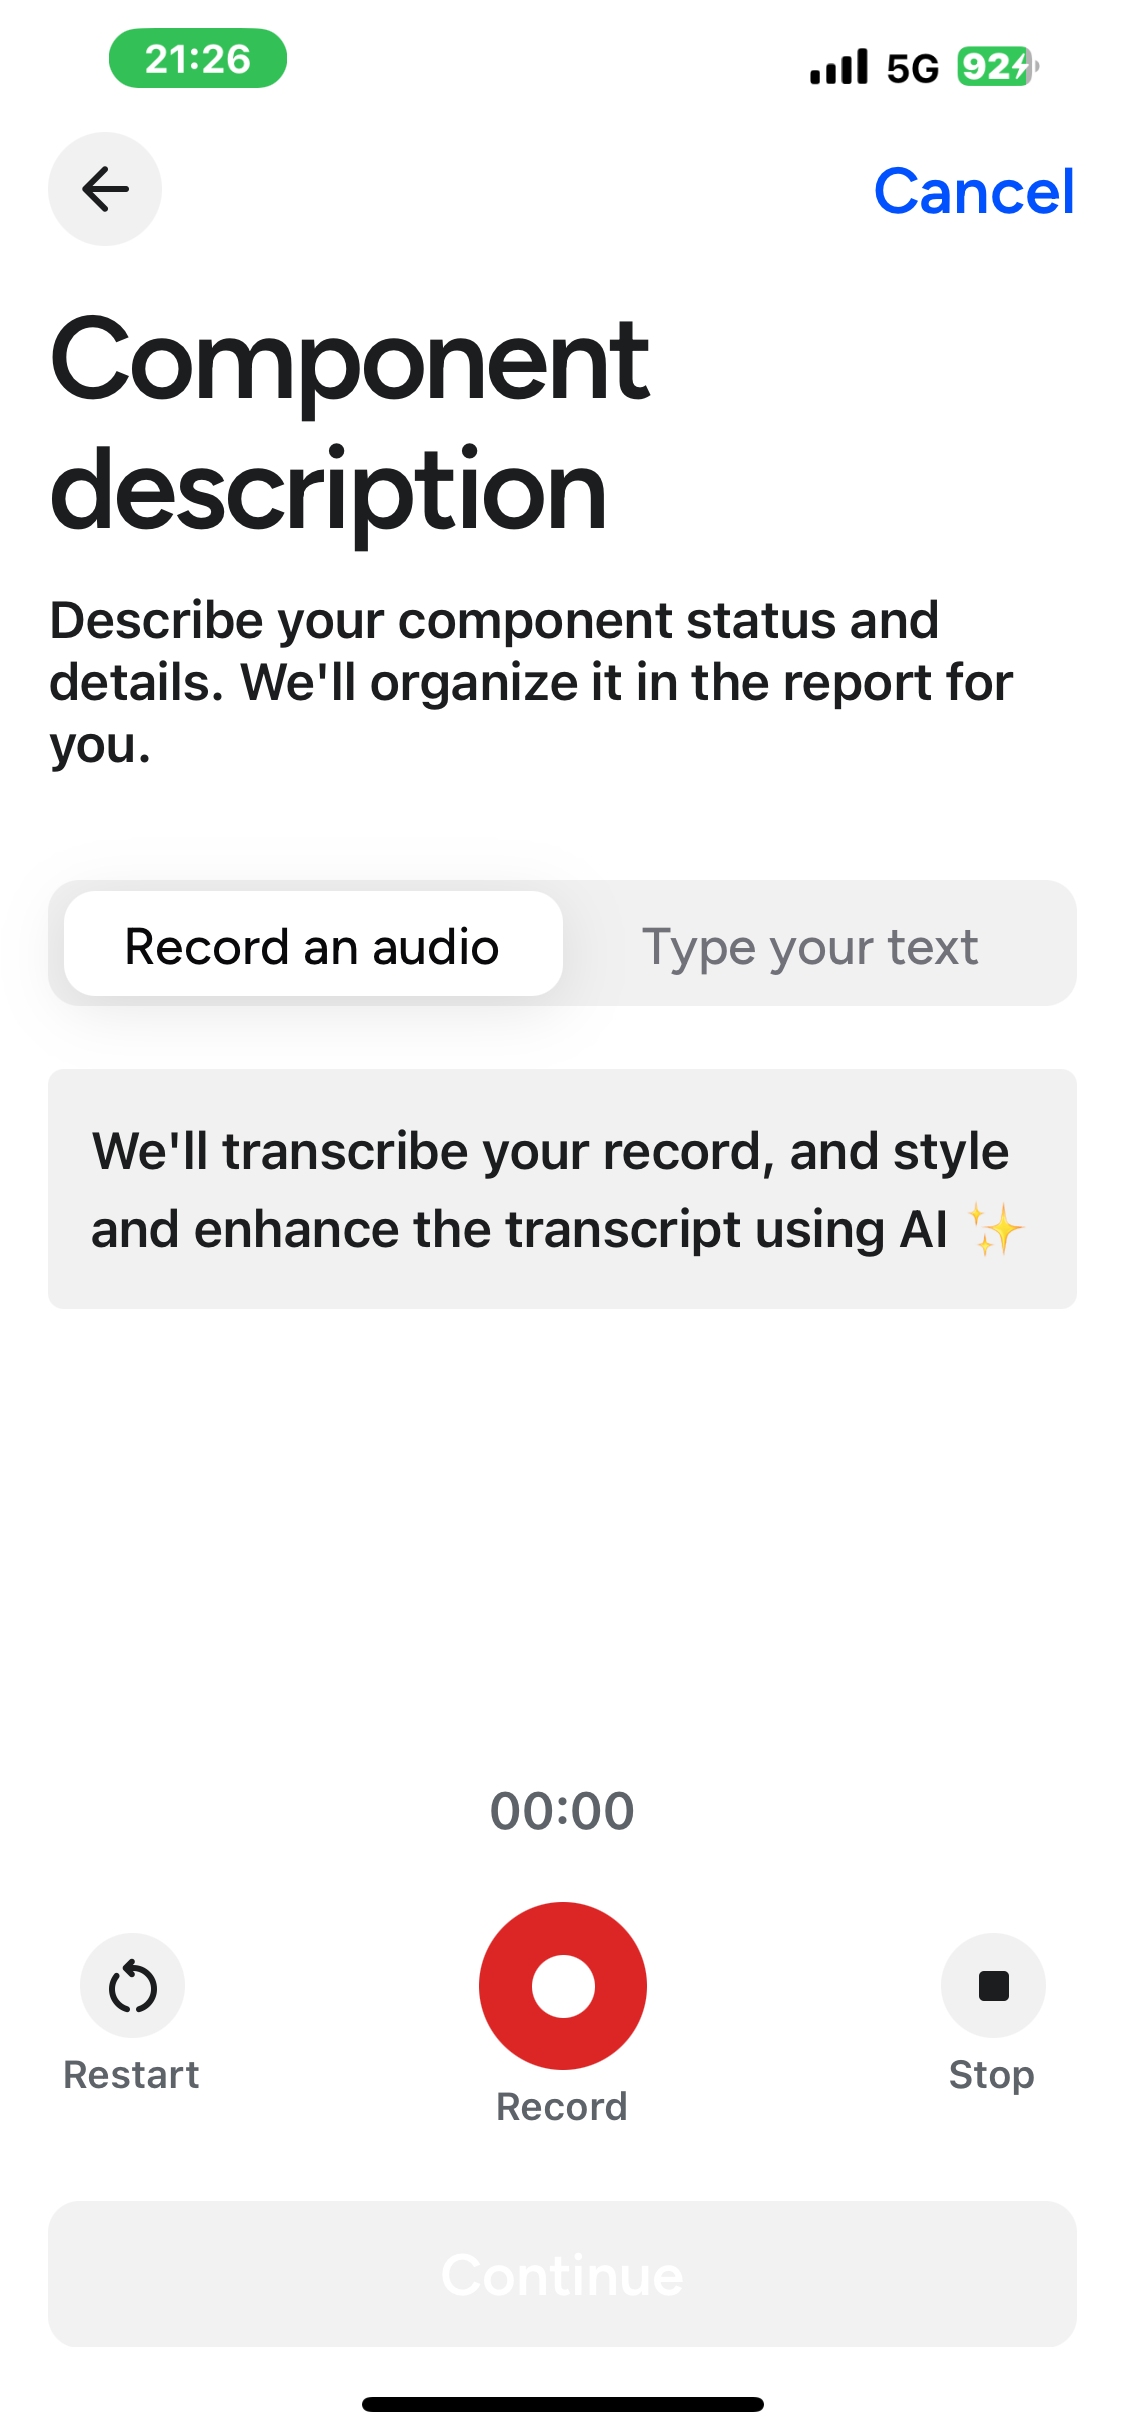 21:26
5G
92
Cancel
Component
description
Describe your component status and
details. We'll organize it in the report for
you.
Record an audio
Type your text
We'll transcribe your record, and style
and enhance the transcript using AI ✨
00:00
Restart
Record
Stop
Continue